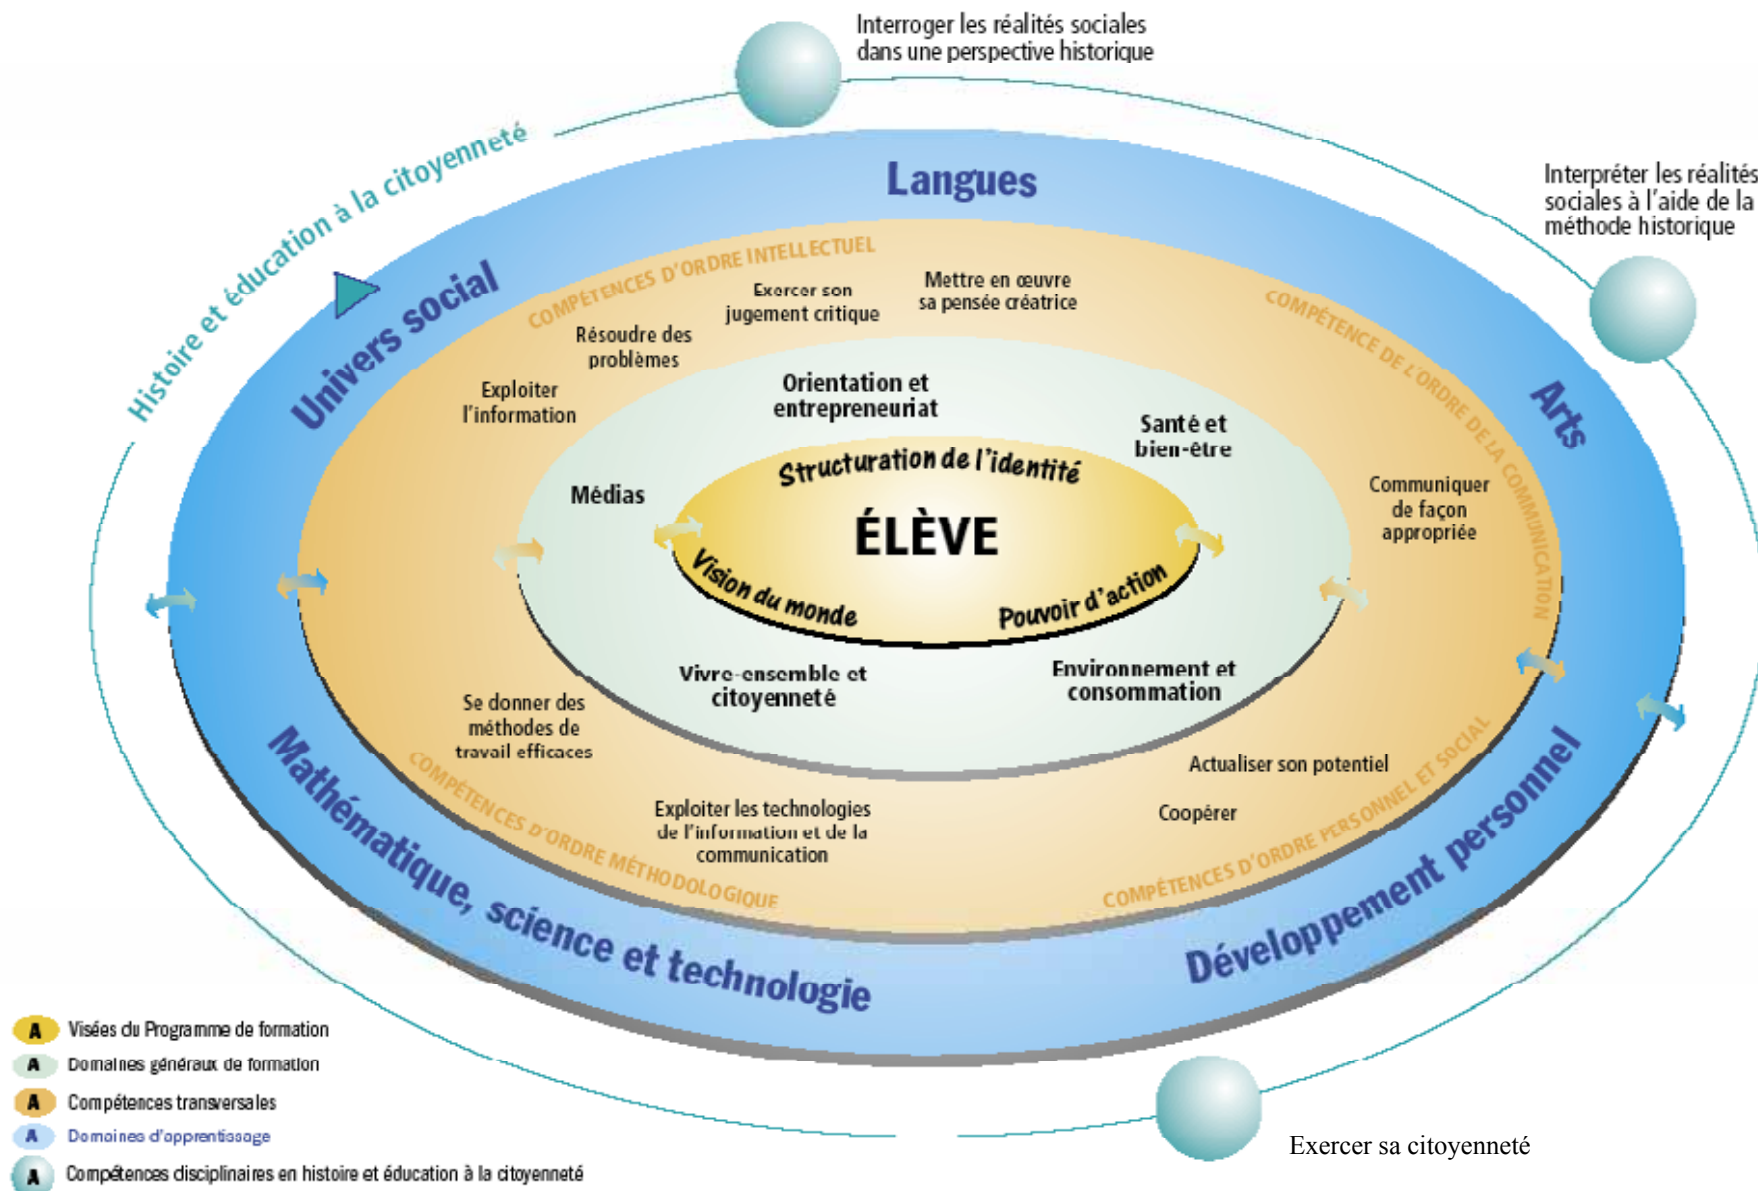 Interroger les réalités sociales
dans une perspective historique
Histoire et éducation à la citoyenneté
Interpréter les réalités
sociales à l'aide de la
méthode historique
Langues
Univers social
Arts
COMPÉTENCES D'ORDRE INTELLECTUEL
COMPÉTENCE DE L'ORDRE DE LA COMMUNICATION
Mettre en œuvre
sa pensée créatrice
Exercer son
jugement critique
Résoudre des
problèmes
Exploiter
l'information
Orientation et
entrepreneuriat
Santé et
bien-être
Médias
Structuration de l'identité
ÉLÈVE
Vision du monde
Pouvoir d'action
Communiquer
de façon
appropriée
Vivre-ensemble et
citoyenneté
Environnement et
consommation
Se donner des
méthodes de
travail efficaces
Actualiser son potentiel
Coopérer
Exploiter les technologies
de l'information et de la
communication
COMPÉTENCES D'ORDRE MÉTHODOLOGIQUE
COMPÉTENCES D'ORDRE PERSONNEL ET SOCIAL
Mathématique, science et technologie
Développement personnel
Exercer sa citoyenneté
A Visées du Programme de formation
A Domaines généraux de formation
A Compétences transversales
A Domaines d'apprentissage
A Compétences disciplinaires en histoire et éducation à la citoyenneté